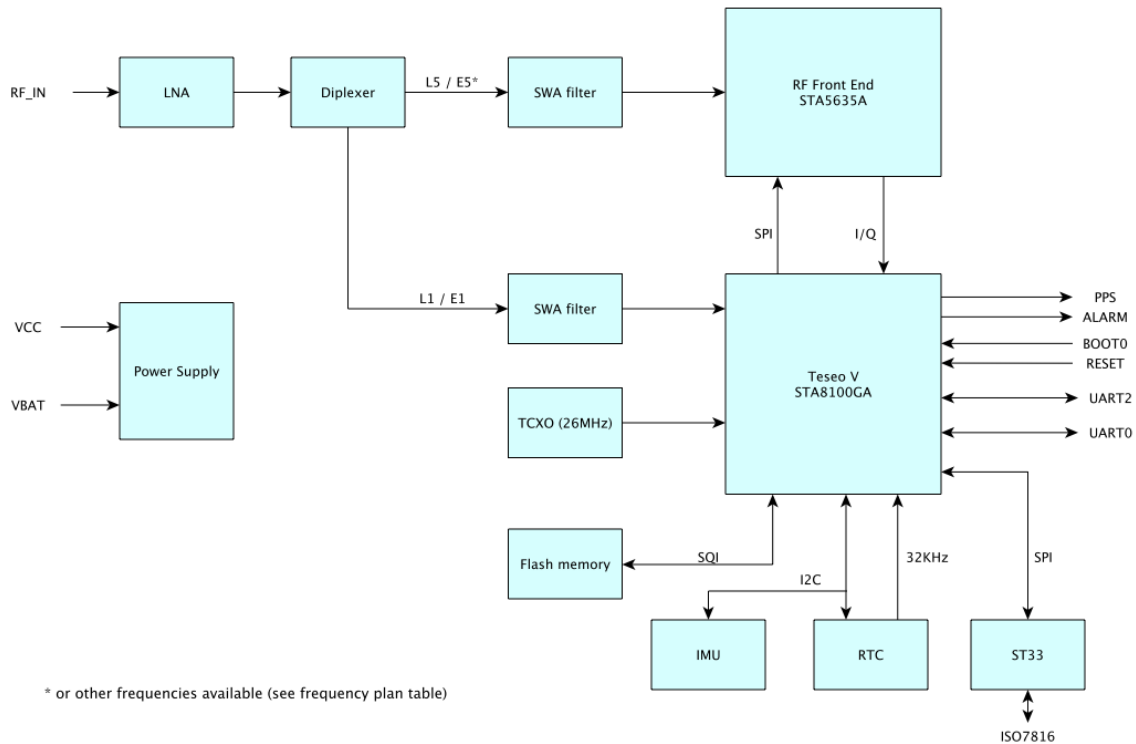 RF Front End
STA5635A
RF_IN
LNA
Diplexer
L5 / E5*
SWA filter
SPI
I/Q
L1 / E1
SWA filter
PPS
ALARM
VCC
BOOT0
RESET
Power Supply
Teseo V
STA8100GA
UART2
VBAT
TCXO (26MHz)
UART0
Flash memory
SQI
32KHz
SPI
I2C
IMU
RTC
ST33
* or other frequencies available (see frequency plan table)
ISO7816